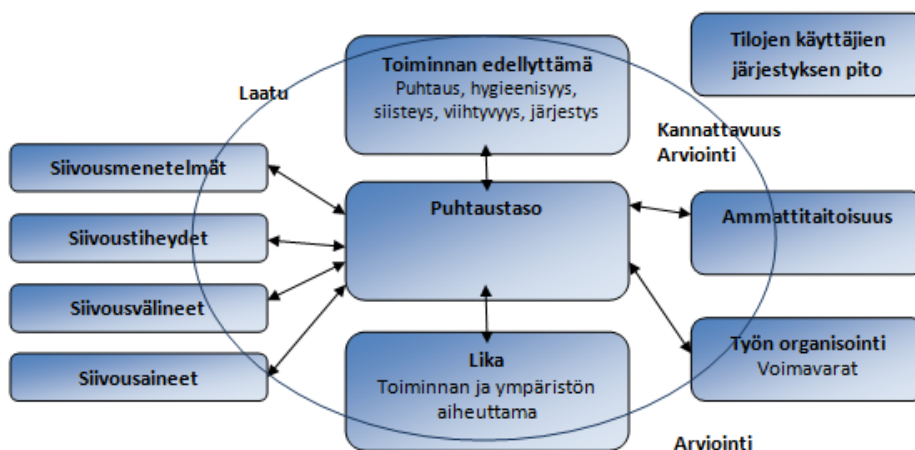 Toiminnan edellyttämä
Puhtaus, hygieenisyys,
siisteys, viihtyvyys, järjestys
Tilojen käyttäjien
järjestyksen pito
Laatu
Kannattavuus
Arviointi
Siivousmenetelmät
Siivoustiheydet
Siivousvälineet
Siivousaineet
Puhtaustaso
Ammattitaitoisuus
Lika
Toiminnan ja ympäristön
aiheuttama
Työn organisointi
Voimavarat
Arviointi